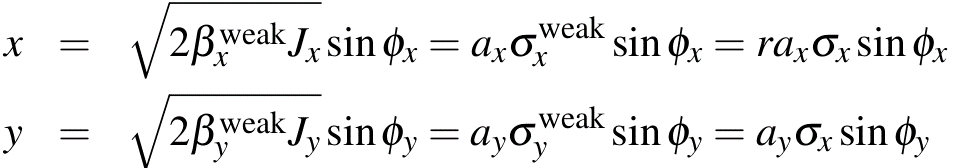 x = √(2β_x^weak J_x) sin ϕ_x = a_x σ_x^weak sin ϕ_x = r a_x σ_x sin ϕ_x
y = √(2β_y^weak J_y) sin ϕ_y = a_y σ_y^weak sin ϕ_y = a_y σ_x sin ϕ_y